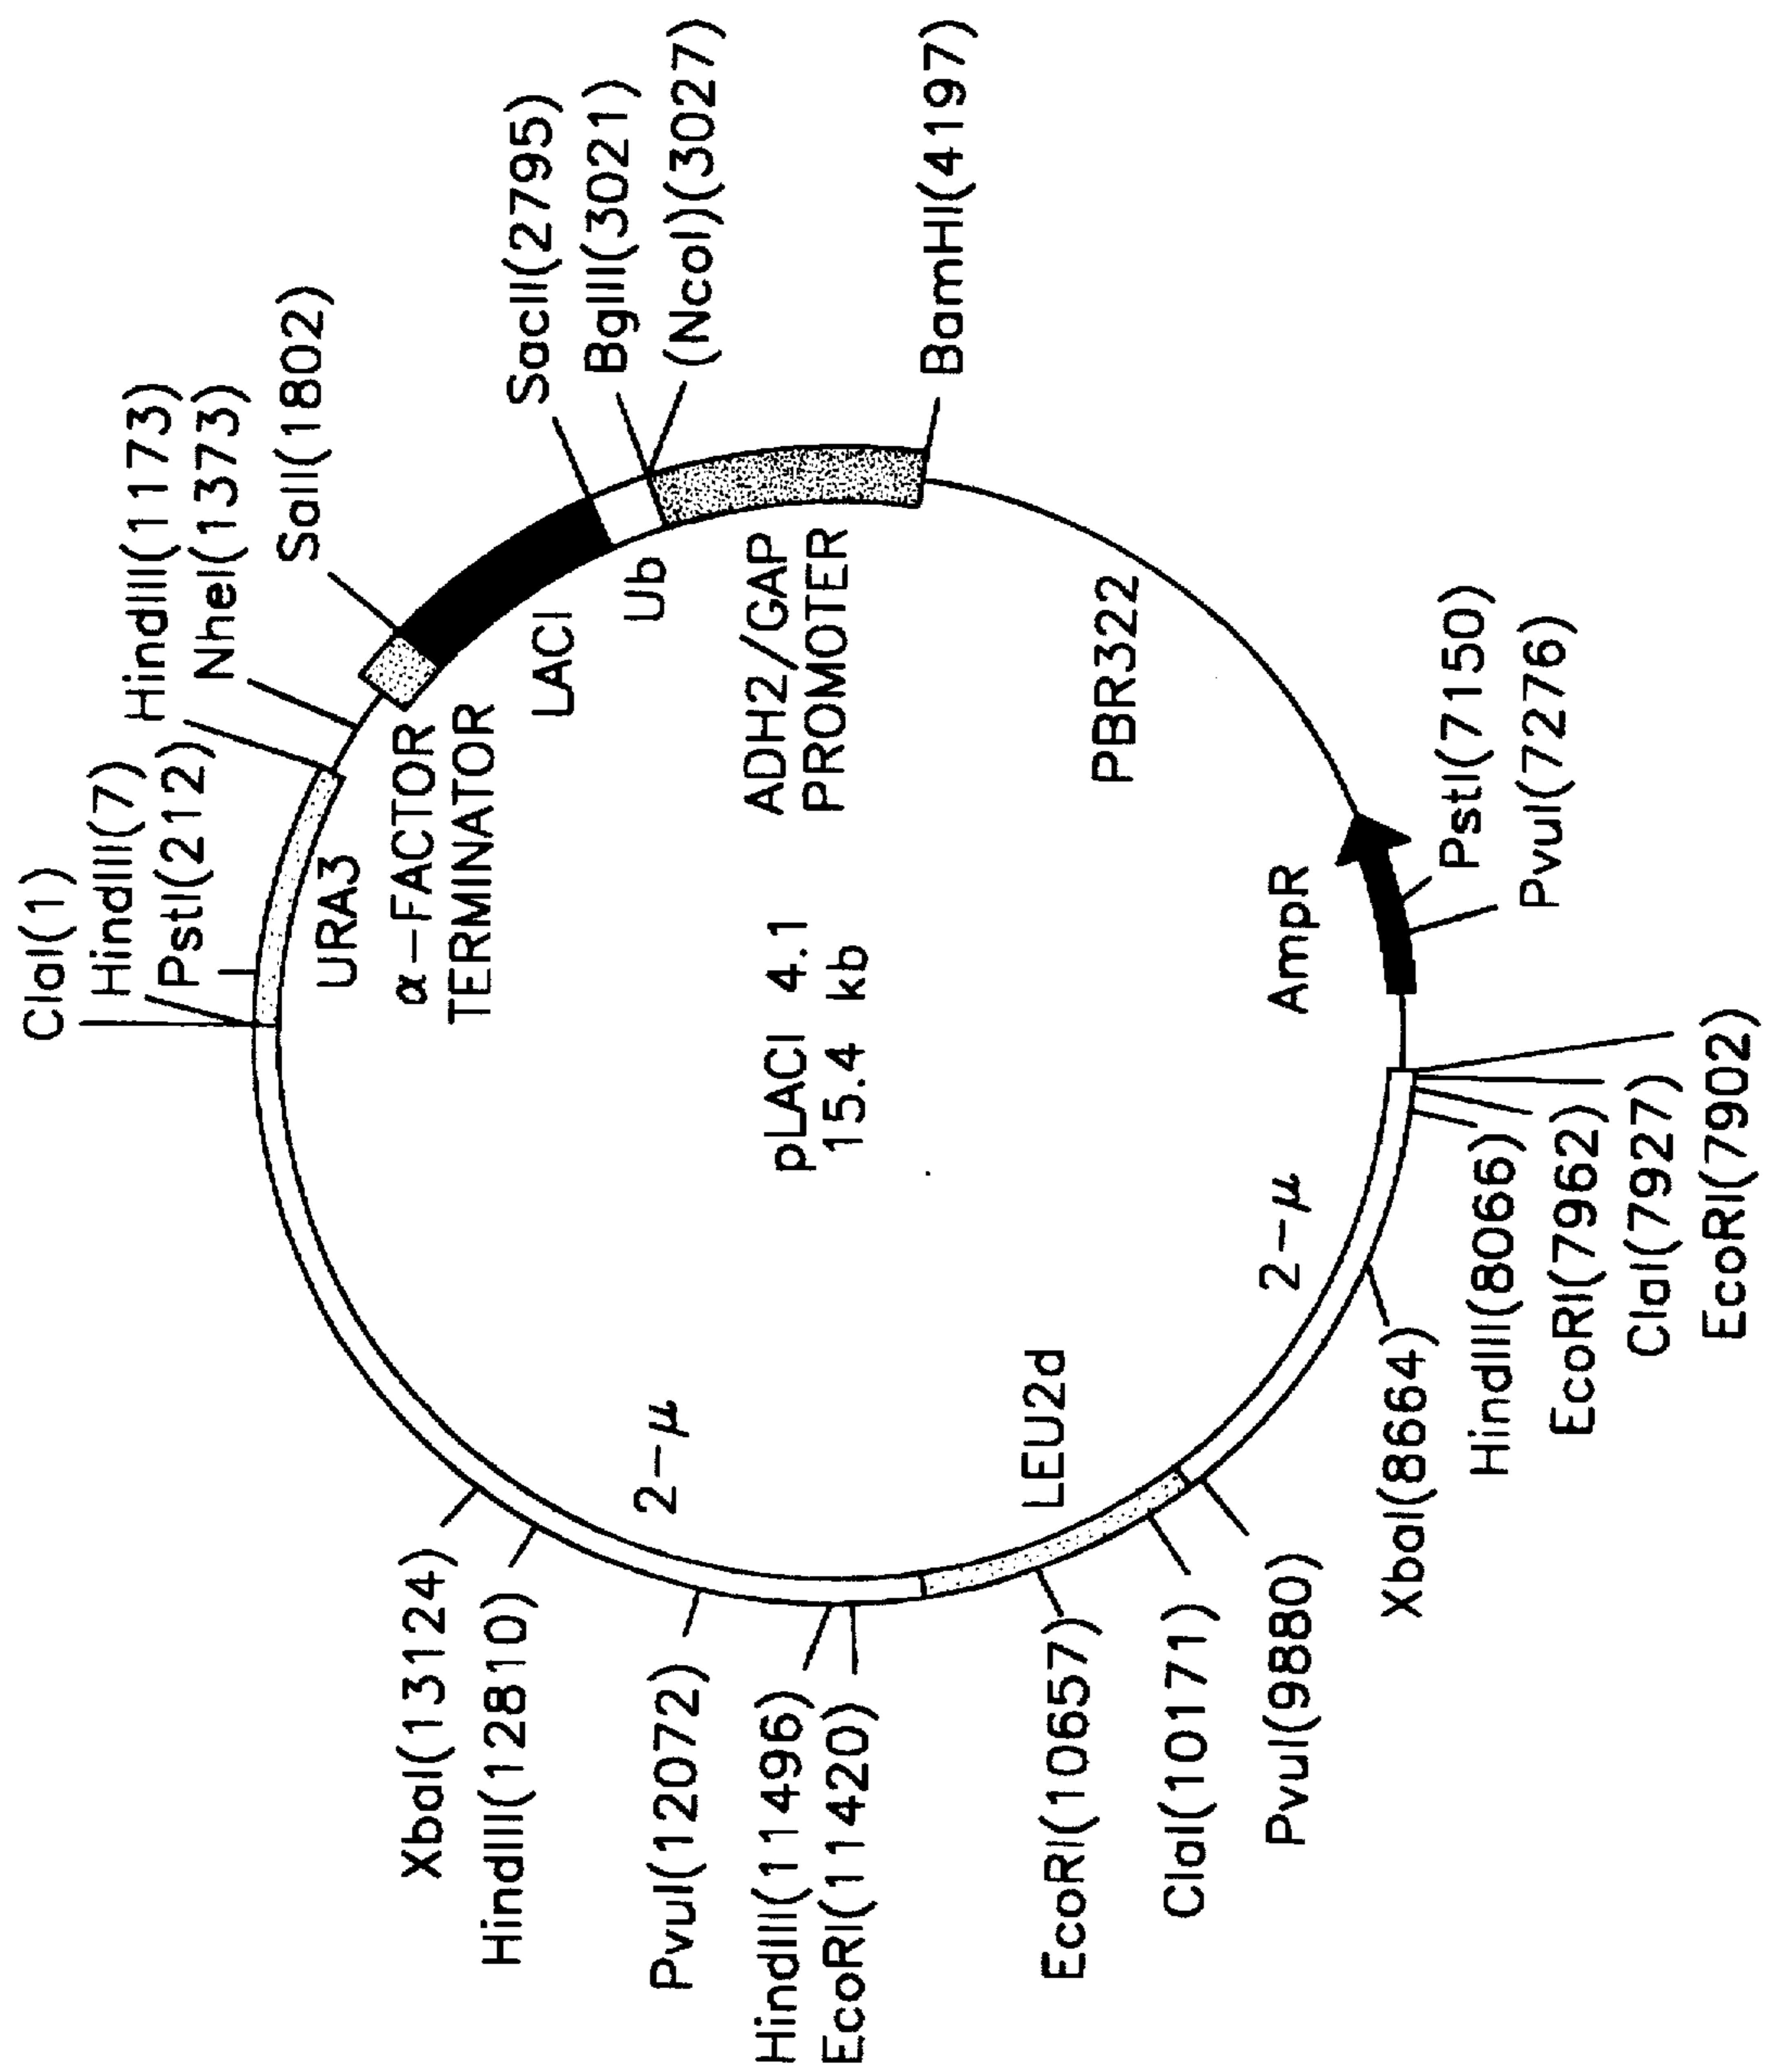 ClaI(1)
HindIII(7)
PstI(212)
HindIII(1173)
NheI(1373)
SalI(1802)
SacII(2795)
BglII(3021)
(NcoI)(3027)
BamHI(4197)
PstI(7150)
PvuI(7276)
EcoRI(7902)
ClaI(7927)
EcoRI(7962)
HindIII(8066)
XbaI(8664)
PvuI(9880)
ClaI(10171)
EcoRI(10657)
EcoRI(11420)
HindIII(11496)
PvuI(12072)
HindIII(12810)
XbaI(13124)
URA3
α-FACTOR
TERMINATOR
LACI
Ub
ADH2/GAP
PROMOTER
PBR322
AmpR
2-μ
LEU2d
2-μ
pLACI 4.1
15.4 kb